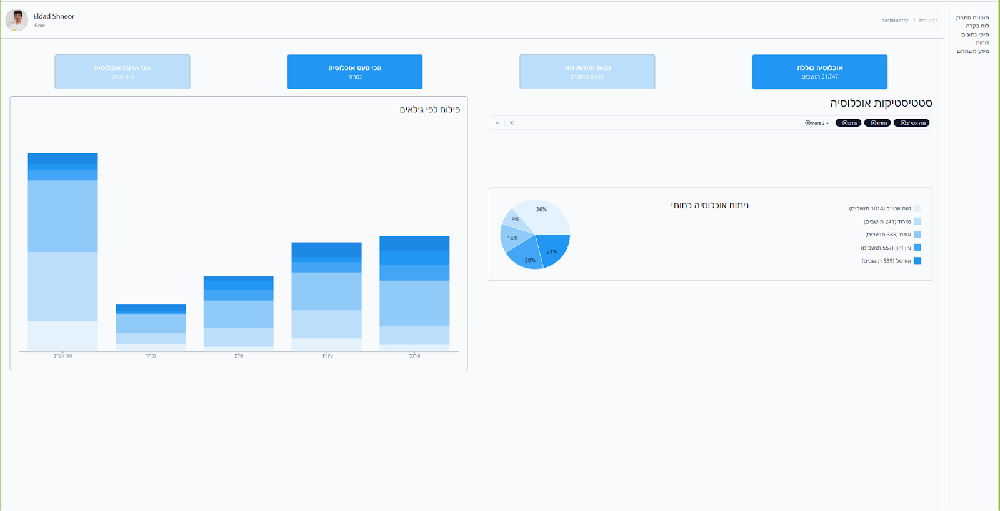 תוכנית פתרו"ן
לוח בקרה
תיקי נתונים
דוחות
מידע משתמש
דף הבית > /dashboard
Eldad Shneor
Role:
אוכלוסיה כוללת
21,747 תושבים
כמות יחידות דיור
8,963 תושבים
הכי מעט אוכלוסיה
נמרוד
הכי הרבה אוכלוסיה
נווה אטיב
סטטיסטיקות אוכלוסיה
נווה אטי"ב נמרוד אודם + 2 more
ניתוח אוכלוסיה כמותי
נווה אטי"ב (1014 תושבים)
נמרוד (241 תושבים)
אודם (385 תושבים)
עין זיוון (557 תושבים)
אורטל (589 תושבים)
36%
9%
14%
20%
21%
פילוח לפי גילאים
נווה אטי"ב נמרוד אודם עין זיוון אורטל